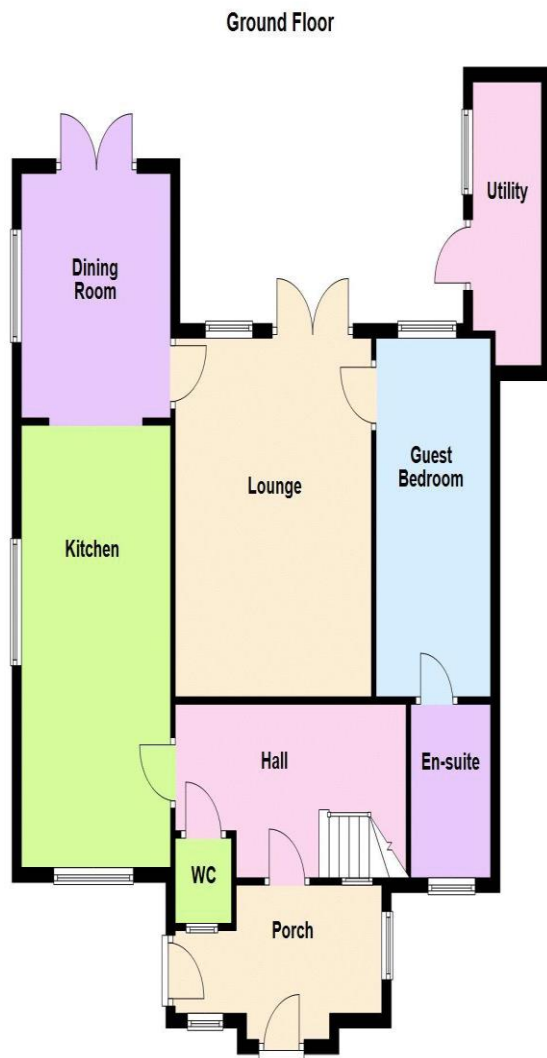 Ground Floor
Utility
Dining
Room
Guest
Bedroom
Lounge
Kitchen
Hall
En-suite
WC
Porch